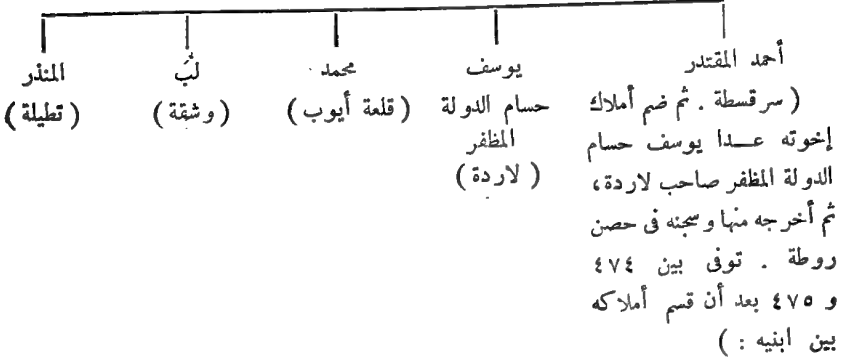 أحمد المقتدر
( سرقسطة . ثم ضم أملاك
إخوته عــدا يوسف حسام
الدولة المظفر صاحب لاردة،
ثم أخرجه منها وسجنه فى حصن
روطة . توفى بين ٤٧٤
و ٤٧٥ بعد أن قسم أملاكه
بين ابنيه : )
يوسف
حسام الدولة
المظفر
( لاردة )
محمد
( قلعة أيوب )
لُبّ
( وشقة )
المنذر
( تطيلة )